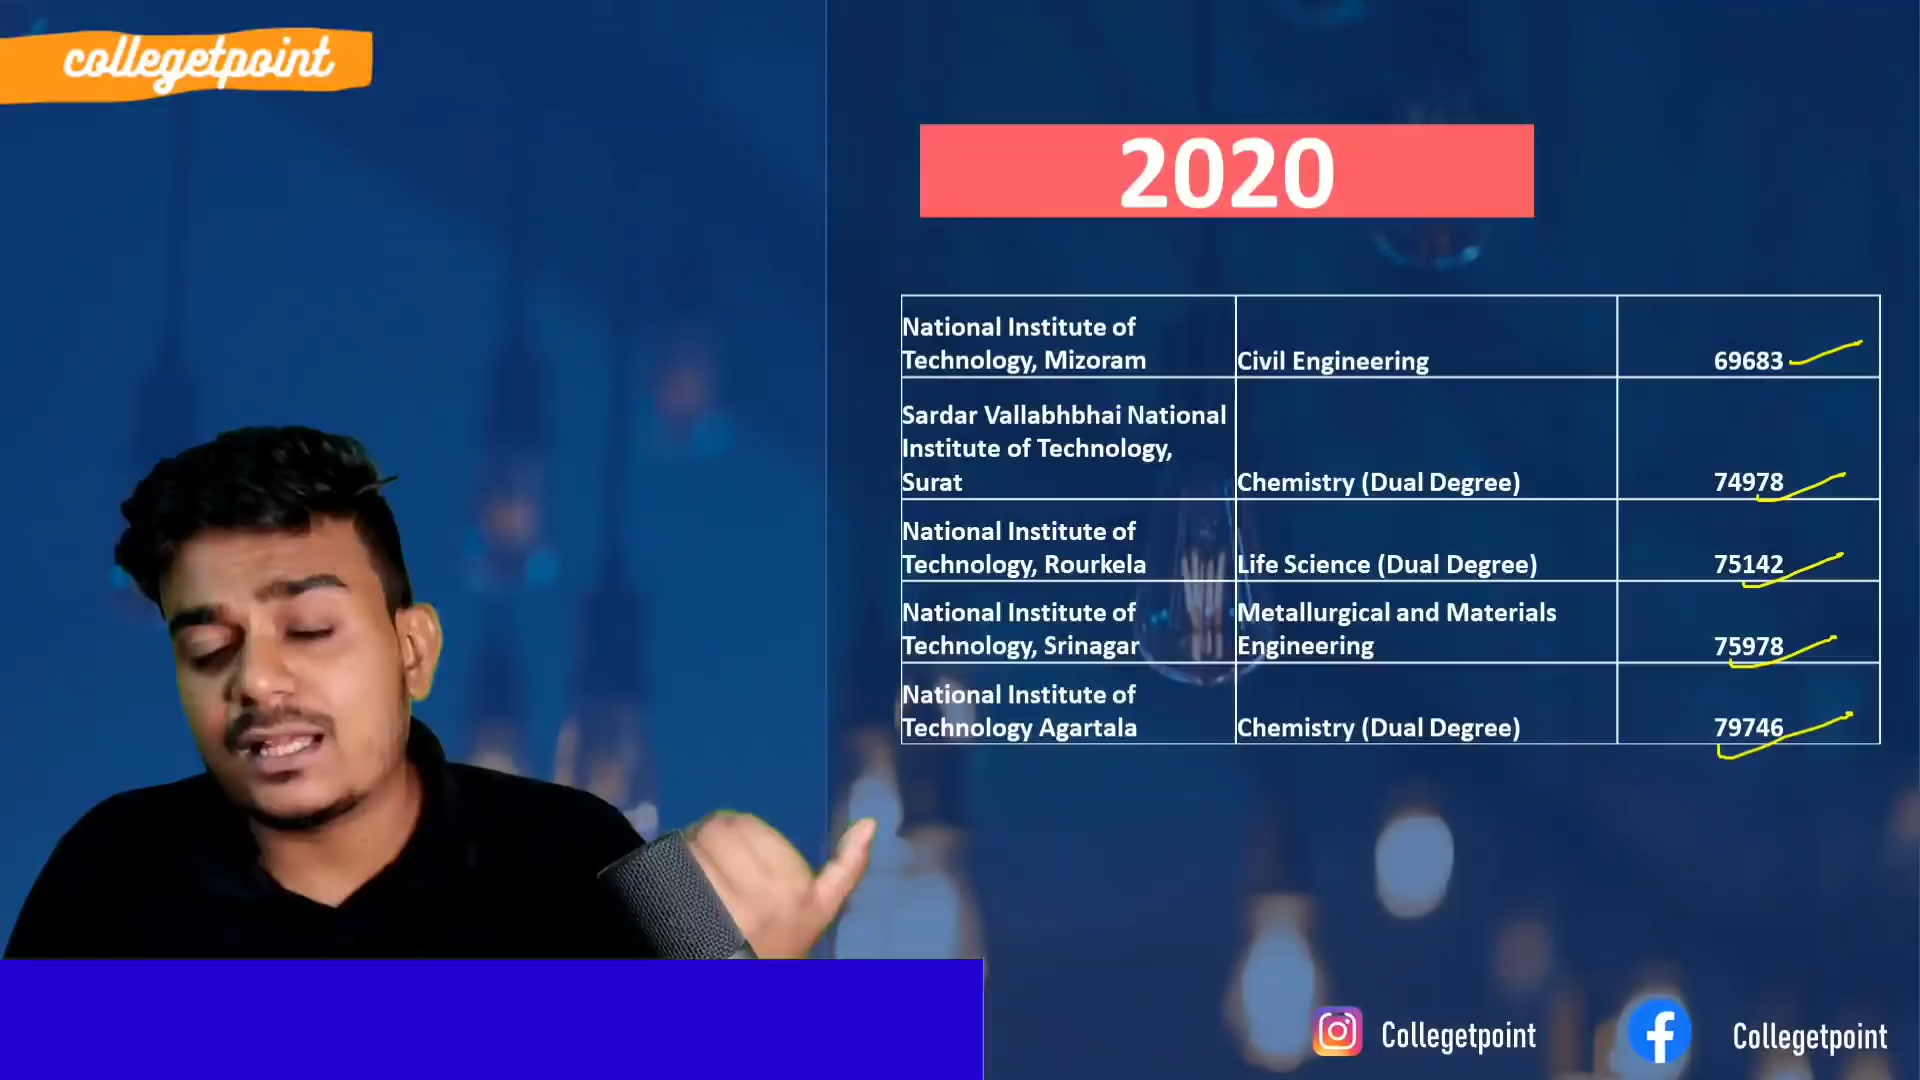 collegetpoint
2020
National Institute of
Technology, Mizoram
Civil Engineering
69683
Sardar Vallabhbhai National
Institute of Technology,
Surat
Chemistry (Dual Degree)
74978
National Institute of
Technology, Rourkela
Life Science (Dual Degree)
75142
National Institute of
Technology, Srinagar
Metallurgical and Materials
Engineering
75978
National Institute of
Technology Agartala
Chemistry (Dual Degree)
79746
Collegetpoint
Collegetpoint